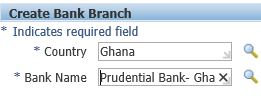 Create Bank Branch
* Indicates required field
* Country Ghana
* Bank Name Prudential Bank- Gha